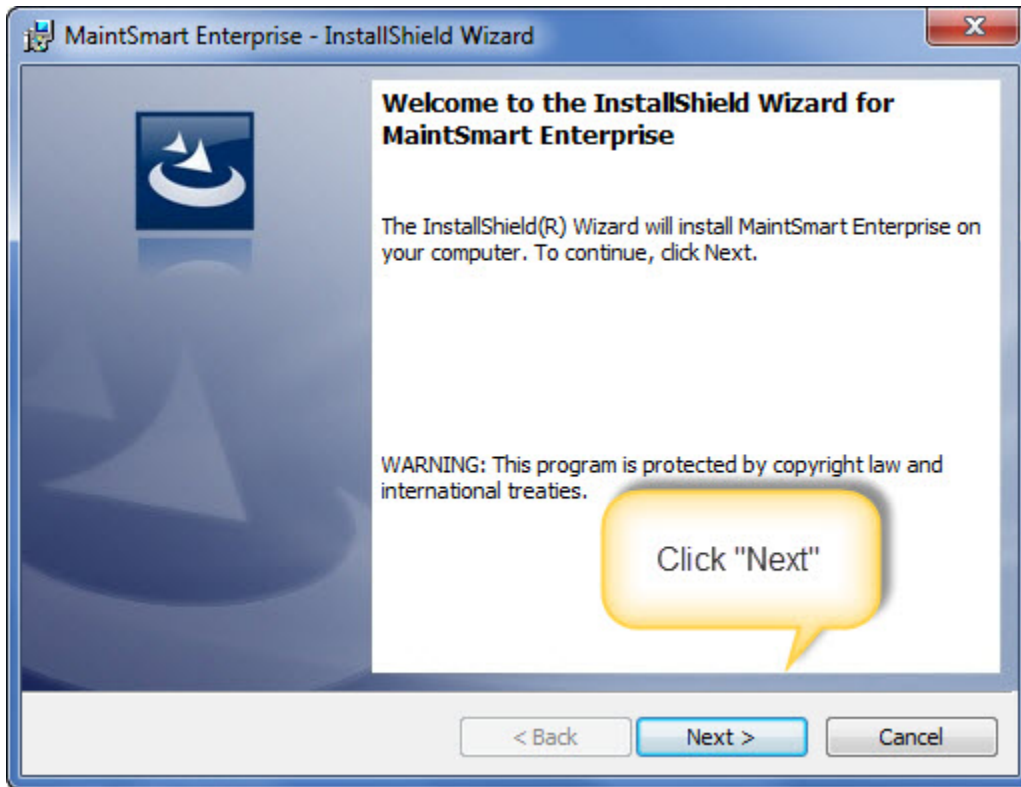 MaintSmart Enterprise - InstallShield Wizard
X
Welcome to the InstallShield Wizard for
MaintSmart Enterprise
The InstallShield(R) Wizard will install MaintSmart Enterprise on
your computer. To continue, click Next.
WARNING: This program is protected by copyright law and
international treaties.
Click "Next"
< Back
Next >
Cancel